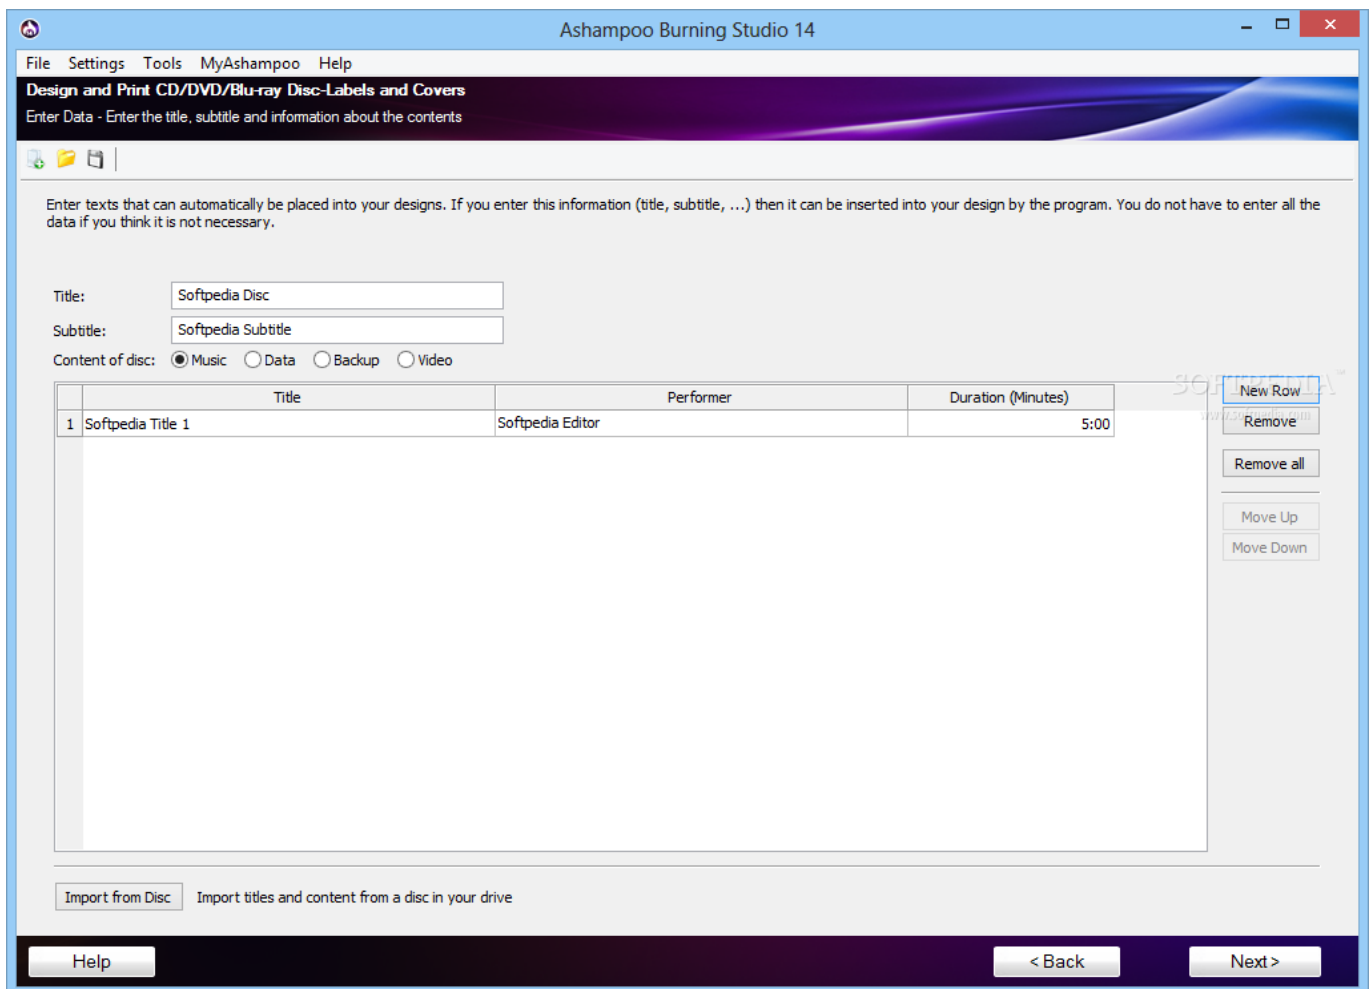 Ashampoo Burning Studio 14
File Settings Tools MyAshampoo Help
Design and Print CD/DVD/Blu-ray Disc-Labels and Covers
Enter Data - Enter the title, subtitle and information about the contents
Enter texts that can automatically be placed into your designs. If you enter this information (title, subtitle, ...) then it can be inserted into your design by the program. You do not have to enter all the
data if you think it is not necessary.
Title: Softpedia Disc
Subtitle: Softpedia Subtitle
Content of disc: Music Data Backup Video
SOFTPEDIA
www.softpedia.com
Title Performer Duration (Minutes)
1 Softpedia Title 1 Softpedia Editor 5:00
New Row
Remove
Remove all
Move Up
Move Down
Import from Disc Import titles and content from a disc in your drive
Help < Back Next >